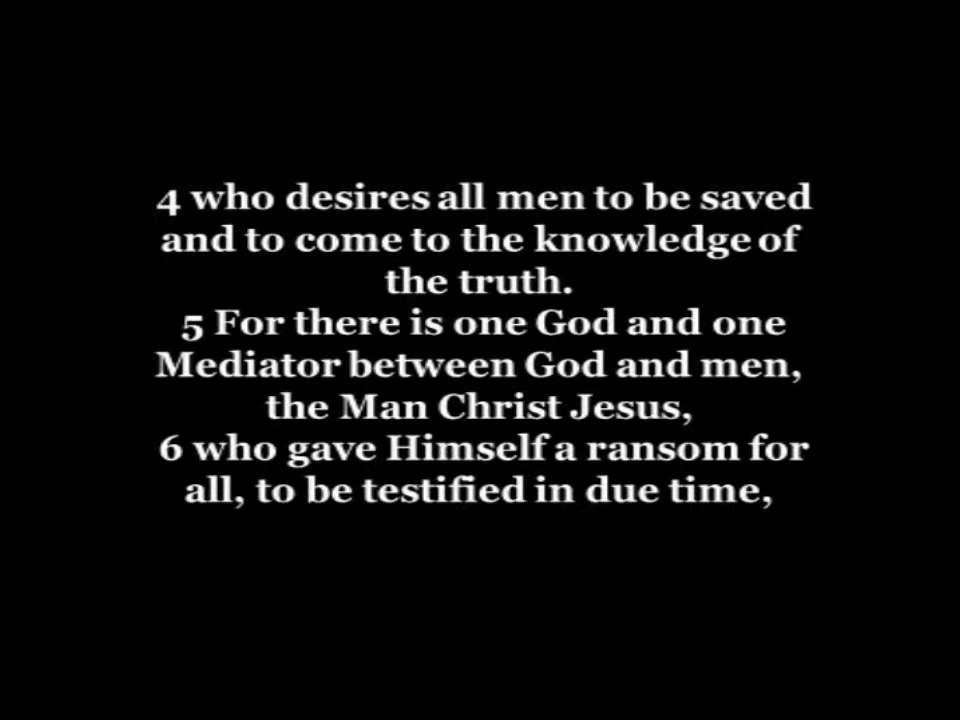 4 who desires all men to be saved
and to come to the knowledge of
the truth.
5 For there is one God and one
Mediator between God and men,
the Man Christ Jesus,
6 who gave Himself a ransom for
all, to be testified in due time,